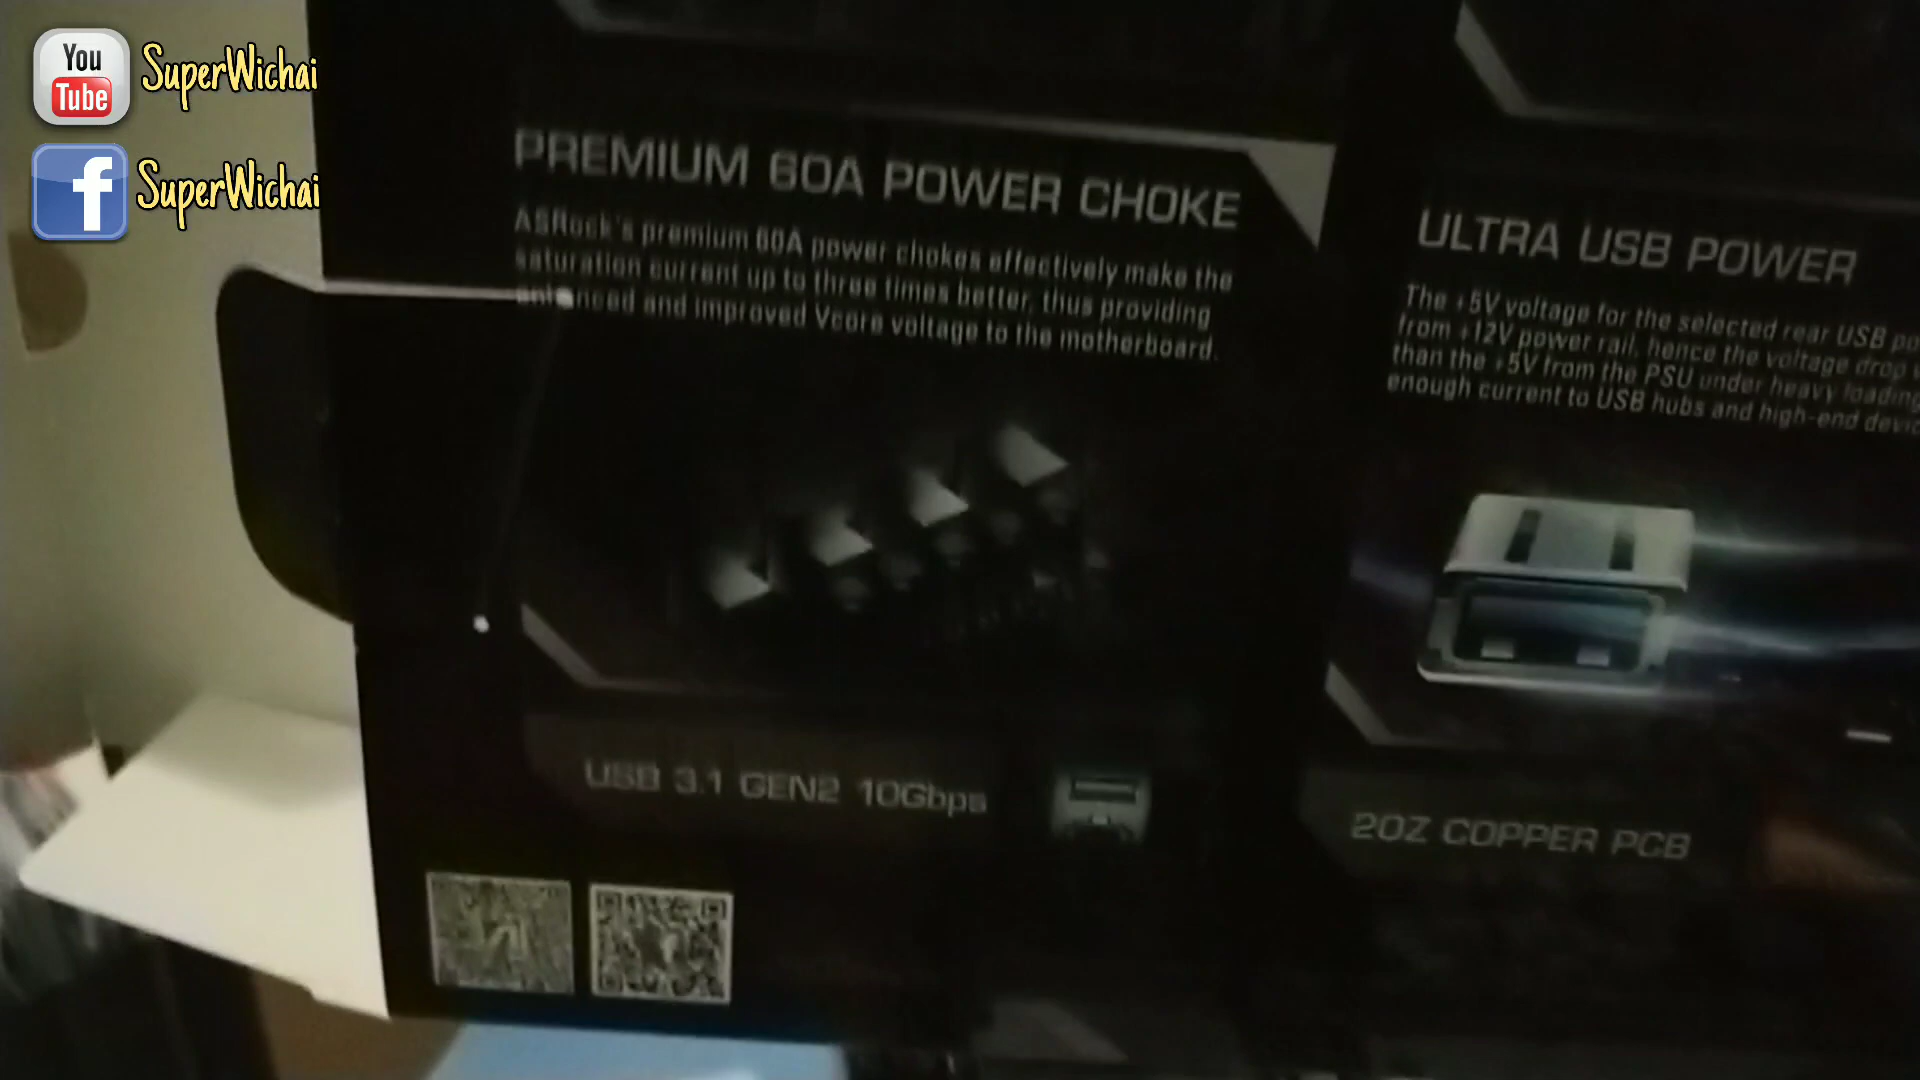 You
Tube
SuperWichai
f
SuperWichai
PREMIUM 60A POWER CHOKE
ASRock's premium 60A power chokes effectively make the
saturation current up to three times better, thus providing
enhanced and improved Vcore voltage to the motherboard.
ULTRA USB POWER
The +5V voltage for the selected rear USB
from +12V power rail, hence the voltage drop
than the +5V from the PSU under heavy loading
enough current to USB hubs and high-end
USB 3.1 GEN2 10Gbps
2OZ COPPER PCB